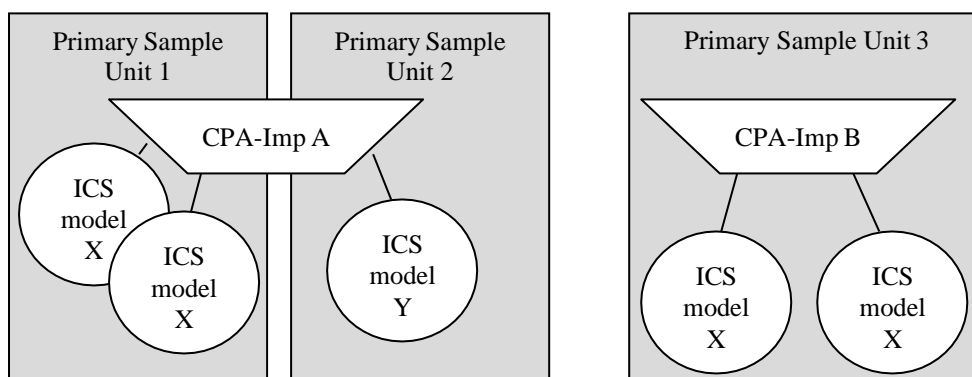 Primary Sample
Unit 1
Primary Sample
Unit 2
Primary Sample Unit 3
CPA-Imp A
CPA-Imp B
ICS
model
X
ICS
model
X
ICS
model
Y
ICS
model
X
ICS
model
X